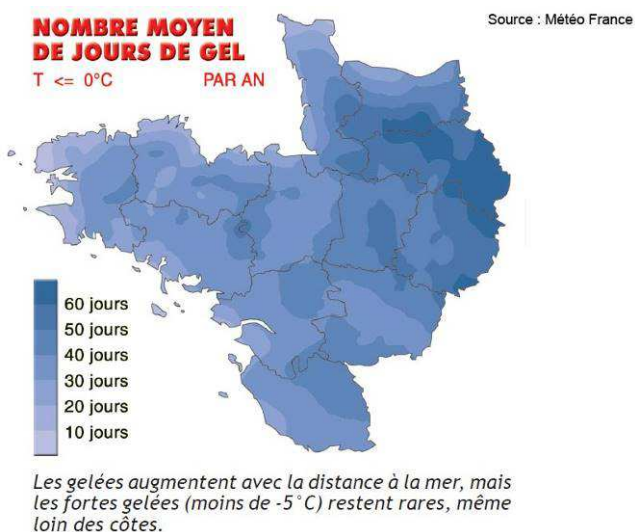 NOMBRE MOYEN
DE JOURS DE GEL
T <= 0°C PAR AN
Source : Météo France
60 jours
50 jours
40 jours
30 jours
20 jours
10 jours
Les gelées augmentent avec la distance à la mer, mais
les fortes gelées (moins de -5°C) restent rares, même
loin des côtes.